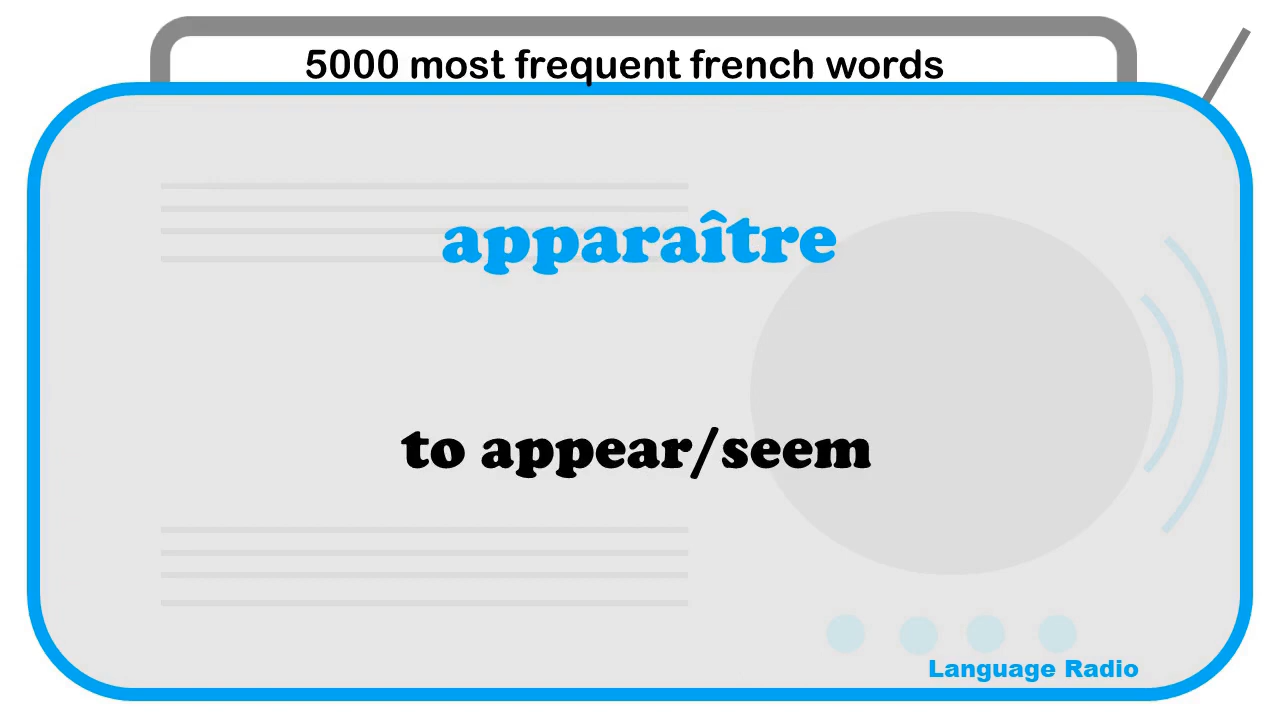 5000 most frequent french words
apparaître
to appear/seem
Language Radio